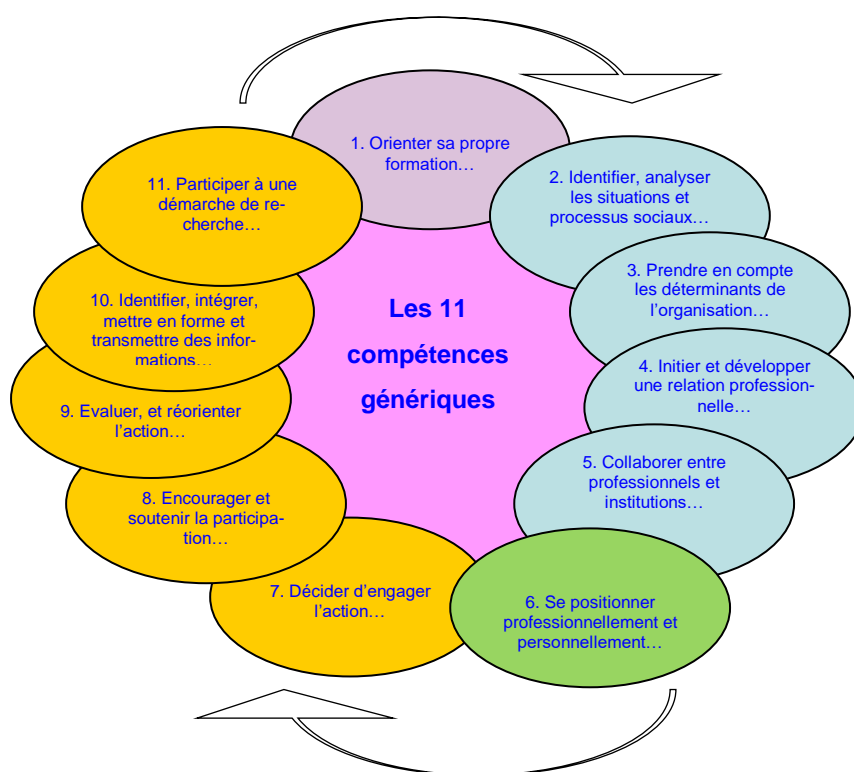 1. Orienter sa propre
formation…
2. Identifier, analyser
les situations et
processus sociaux…
3. Prendre en compte
les déterminants de
l’organisation…
4. Initier et développer
une relation profession-
nelle…
5. Collaborer entre
professionnels et
institutions…
6. Se positionner
professionnellement et
personnellement…
7. Décider d’engager
l’action…
8. Encourager et
soutenir la participa-
tion…
9. Evaluer, et réorienter
l’action…
10. Identifier, intégrer,
mettre en forme et
transmettre des infor-
mations…
11. Participer à une
démarche de re-
cherche…
Les 11
compétences
génériques